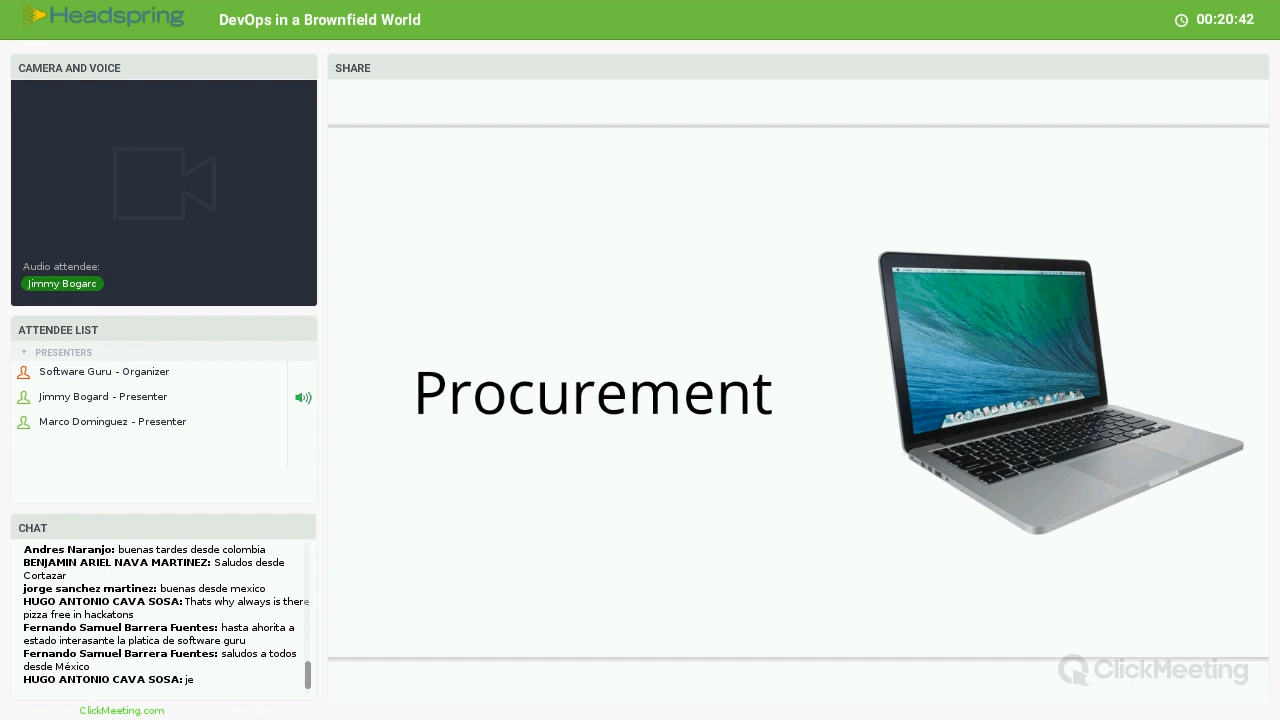 Headspring
DevOps in a Brownfield World
00:20:42
CAMERA AND VOICE
Audio attendee:
Jimmy Bogarc
ATTENDEE LIST
PRESENTERS
Software Guru - Organizer
Jimmy Bogard - Presenter
Marco Dominguez - Presenter
CHAT
Andres Naranjo: buenas tardes desde colombia
BENJAMIN ARIEL NAVA MARTINEZ: Saludos desde
Cortazar
jorge sanchez martinez: buenas desde mexico
HUGO ANTONIO CAVA SOSA: Thats why always is there
pizza free in hackatons
Fernando Samuel Barrera Fuentes: hasta ahorita a
estado interasante la platica de software guru
Fernando Samuel Barrera Fuentes: saludos a todos
desde México
HUGO ANTONIO CAVA SOSA: je
ClickMeeting.com
SHARE
Procurement
ClickMeeting